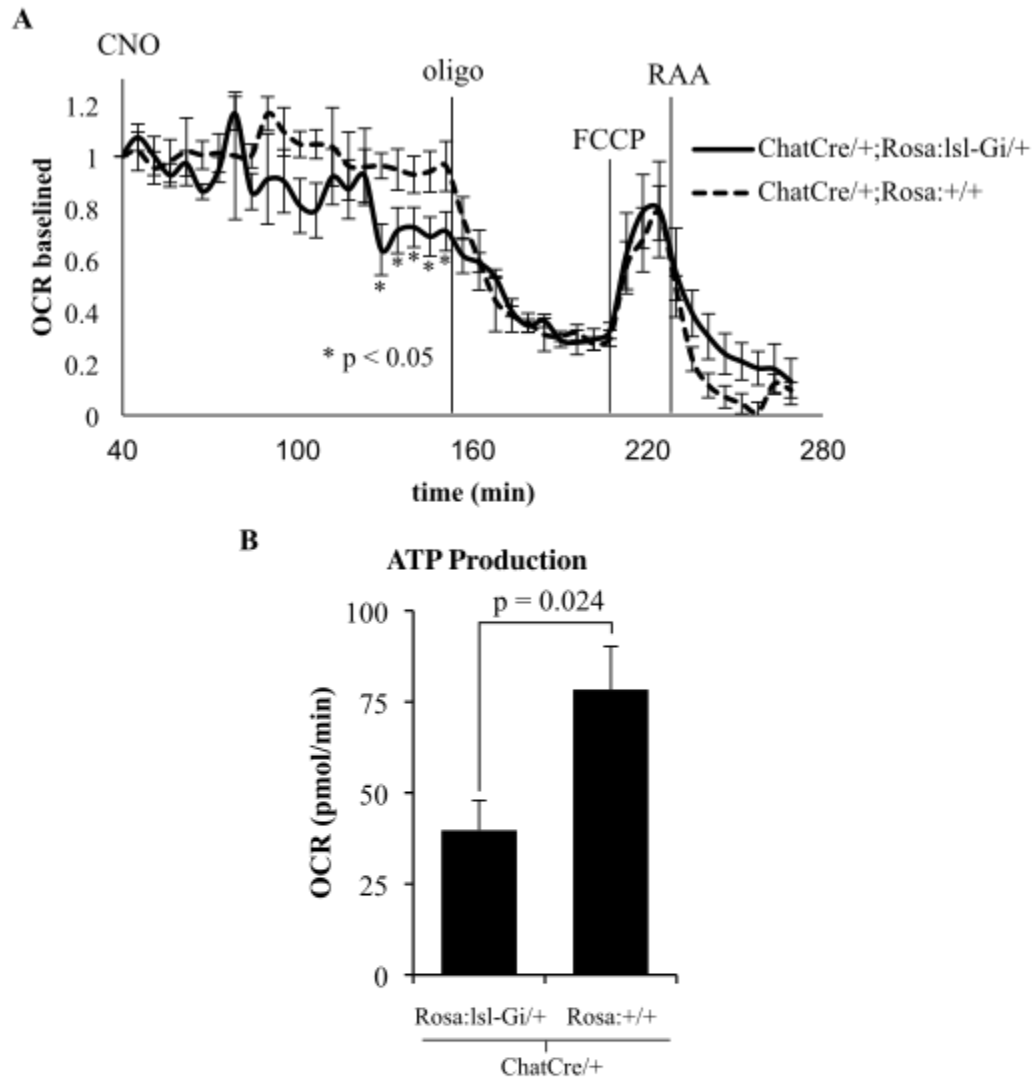 A
CNO
oligo
RAA
FCCP
ChatCre/+;Rosa:lsl-Gi/+
ChatCre/+;Rosa:+/+
1.2
1
0.8
0.6
0.4
0.2
0
OCR baselined
* * * * *
* p < 0.05
40 100 160 220 280
time (min)
B
ATP Production
p = 0.024
100
75
50
25
0
OCR (pmol/min)
Rosa:lsl-Gi/+ Rosa:+/+
ChatCre/+